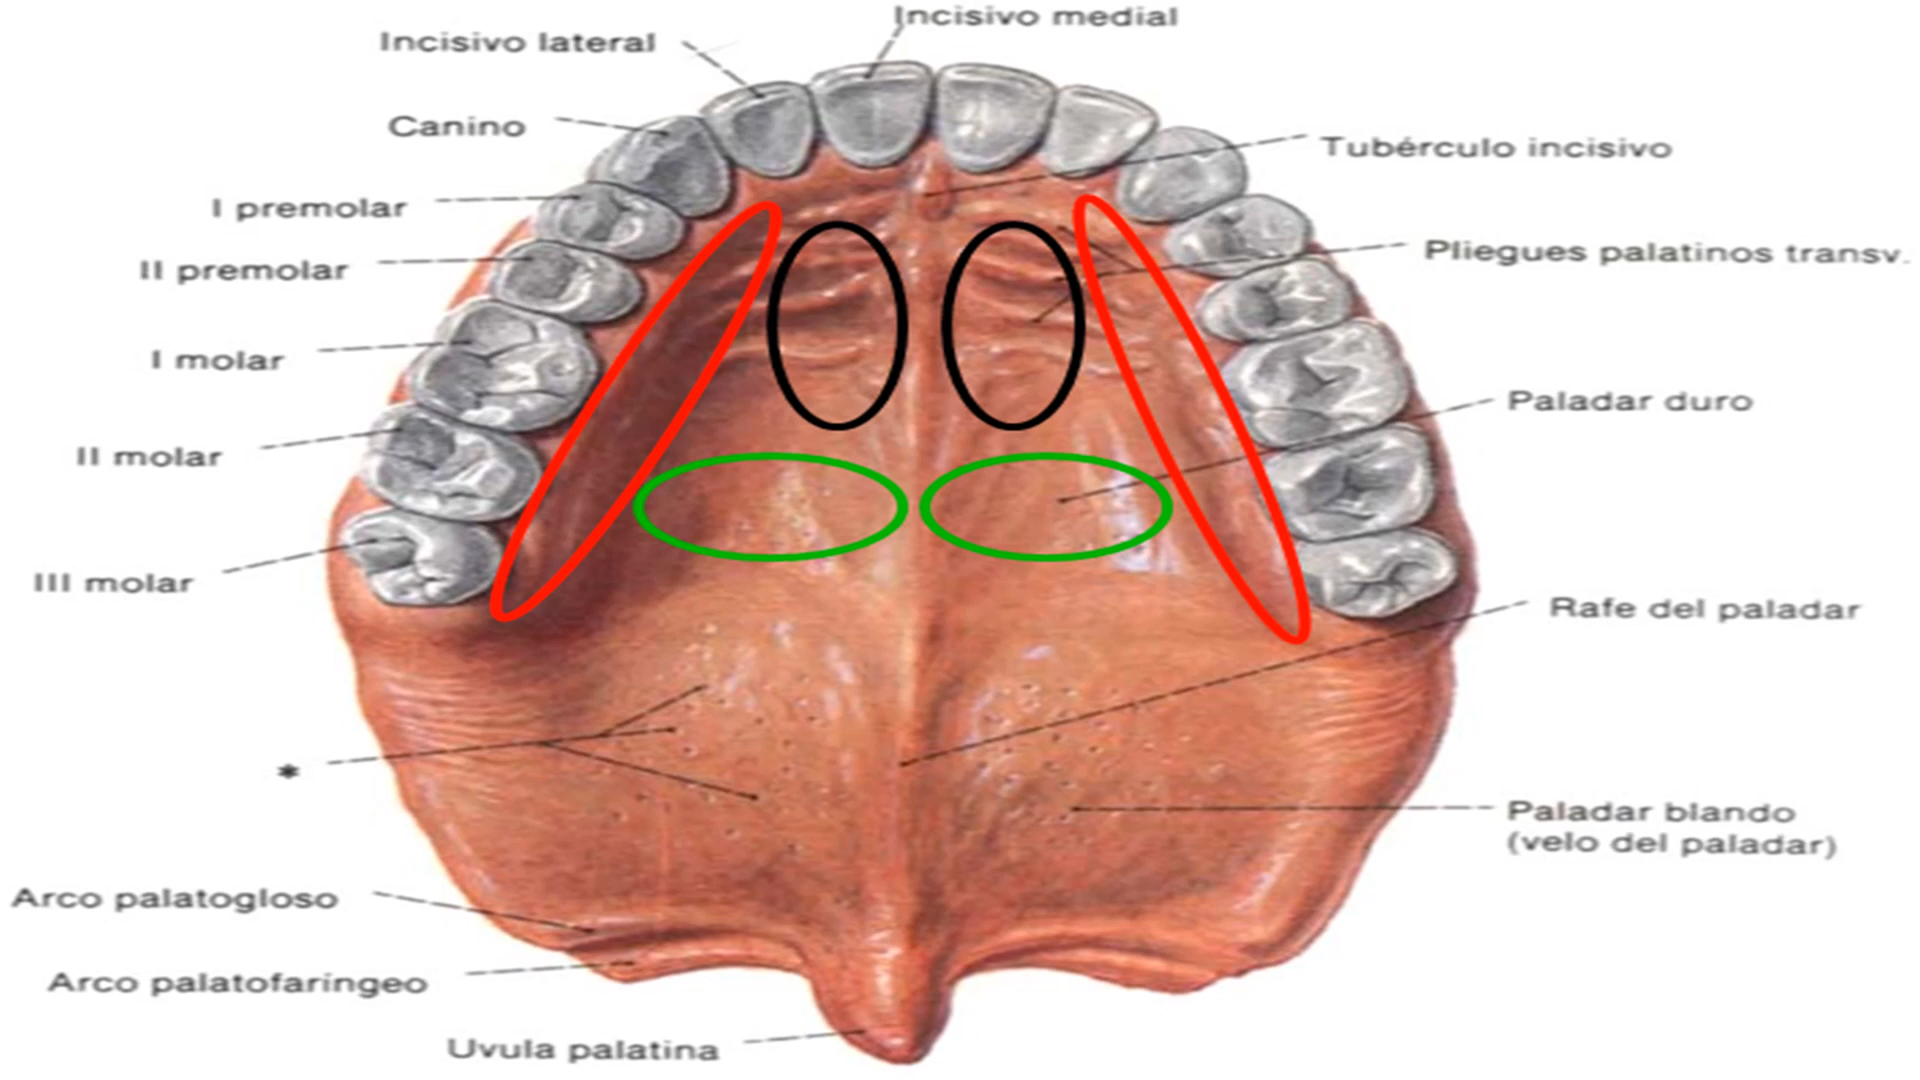 Incisivo medial
Incisivo lateral
Canino
Tubérculo incisivo
I premolar
Pliegues palatinos transv.
II premolar
I molar
Paladar duro
II molar
III molar
Rafe del paladar
*
Paladar blando
(velo del paladar)
Arco palatogloso
Arco palatofaríngeo
Uvula palatina